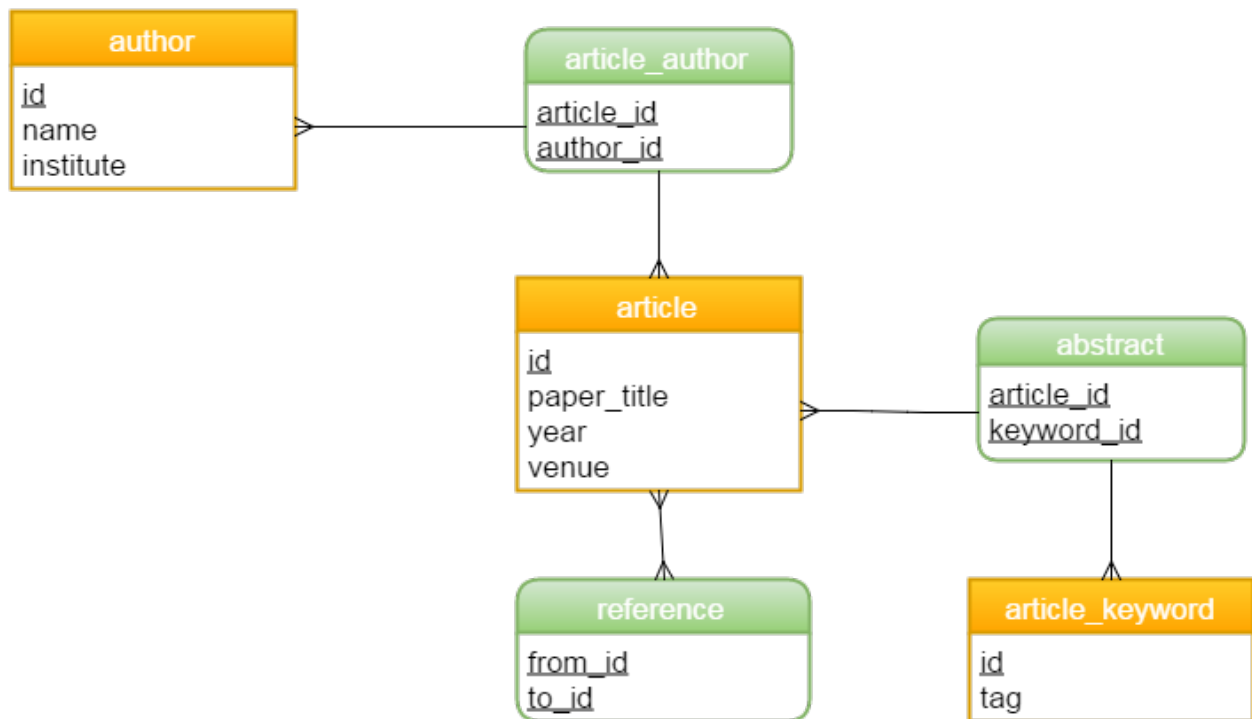 author
id
name
institute
article_author
article_id
author_id
article
id
paper_title
year
venue
abstract
article_id
keyword_id
reference
from_id
to_id
article_keyword
id
tag